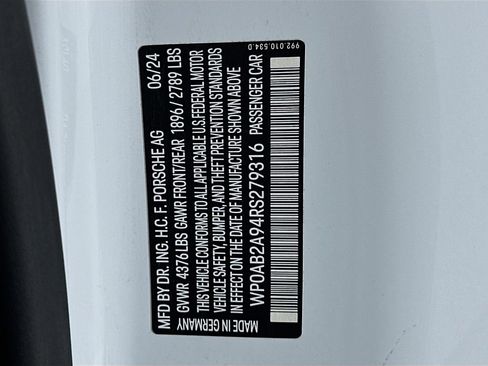 MFD BY DR. ING. H.C. F. PORSCHE AG 06/24
GVWR 4376 LBS GAWR FRONT/REAR 1896 / 2789 LBS
THIS VEHICLE CONFORMS TO ALL APPLICABLE U.S. FEDERAL MOTOR
VEHICLE SAFETY, BUMPER, AND THEFT PREVENTION STANDARDS
IN EFFECT ON THE DATE OF MANUFACTURE SHOWN ABOVE
WP0AB2A94RS279316 PASSENGER CAR
MADE IN GERMANY
992.010.534.0